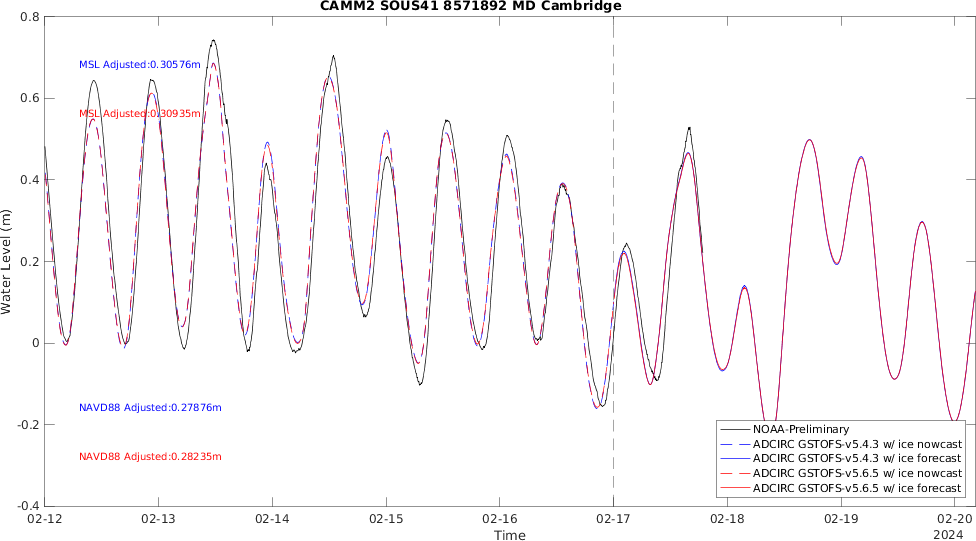 CAMM2 SOUS41 8571892 MD Cambridge
0.8
MSL Adjusted:0.30576m
0.6
MSL Adjusted:0.30935m
0.4
0.2
0
-0.2
-0.4
Water Level (m)
NAVD88 Adjusted:0.27876m
NAVD88 Adjusted:0.28235m
NOAA-Preliminary
ADCIRC GSTOFS-v5.4.3 w/ ice nowcast
ADCIRC GSTOFS-v5.4.3 w/ ice forecast
ADCIRC GSTOFS-v5.6.5 w/ ice nowcast
ADCIRC GSTOFS-v5.6.5 w/ ice forecast
02-12 02-13 02-14 02-15 02-16 02-17 02-18 02-19 02-20
Time
2024